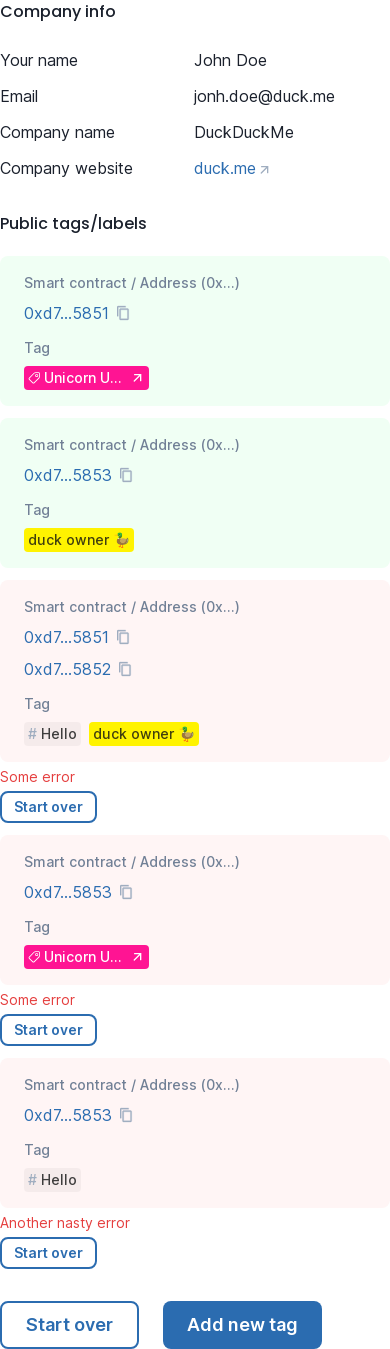 Company info
Your name John Doe
Email jonh.doe@duck.me
Company name DuckDuckMe
Company website duck.me
Public tags/labels
Smart contract / Address (0x...)
0xd7...5851
Tag
Unicorn U...
Smart contract / Address (0x...)
0xd7...5853
Tag
duck owner 🦆
Smart contract / Address (0x...)
0xd7...5851
0xd7...5852
Tag
# Hello duck owner 🦆
Some error
Start over
Smart contract / Address (0x...)
0xd7...5853
Tag
Unicorn U...
Some error
Start over
Smart contract / Address (0x...)
0xd7...5853
Tag
# Hello
Another nasty error
Start over
Start over Add new tag